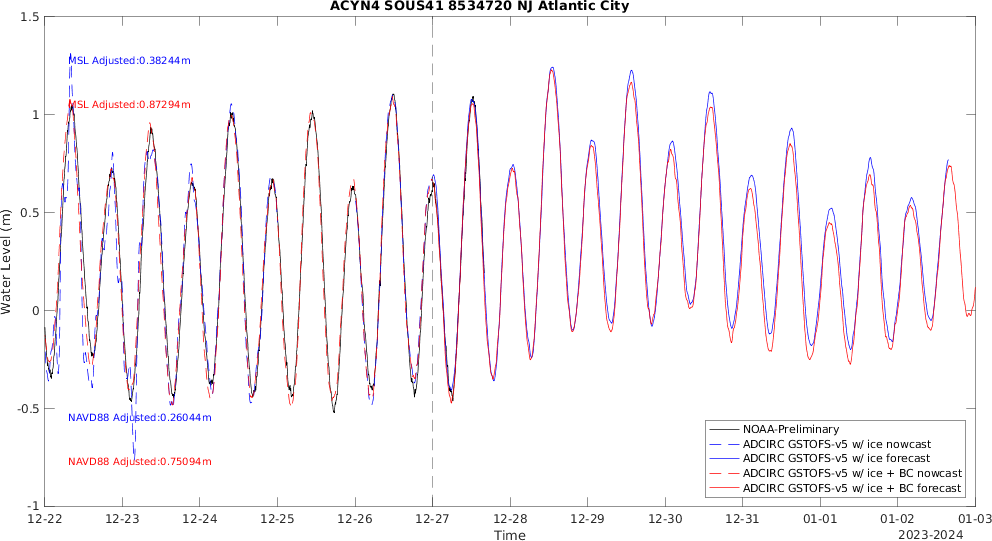 ACYN4 SOUS41 8534720 NJ Atlantic City
1.5
1
0.5
0
-0.5
-1
Water Level (m)
MSL Adjusted:0.38244m
MSL Adjusted:0.87294m
NAVD88 Adjusted:0.26044m
NAVD88 Adjusted:0.75094m
NOAA-Preliminary
ADCIRC GSTOFS-v5 w/ ice nowcast
ADCIRC GSTOFS-v5 w/ ice forecast
ADCIRC GSTOFS-v5 w/ ice + BC nowcast
ADCIRC GSTOFS-v5 w/ ice + BC forecast
12-22 12-23 12-24 12-25 12-26 12-27 12-28 12-29 12-30 12-31 01-01 01-02 01-03
Time
2023-2024